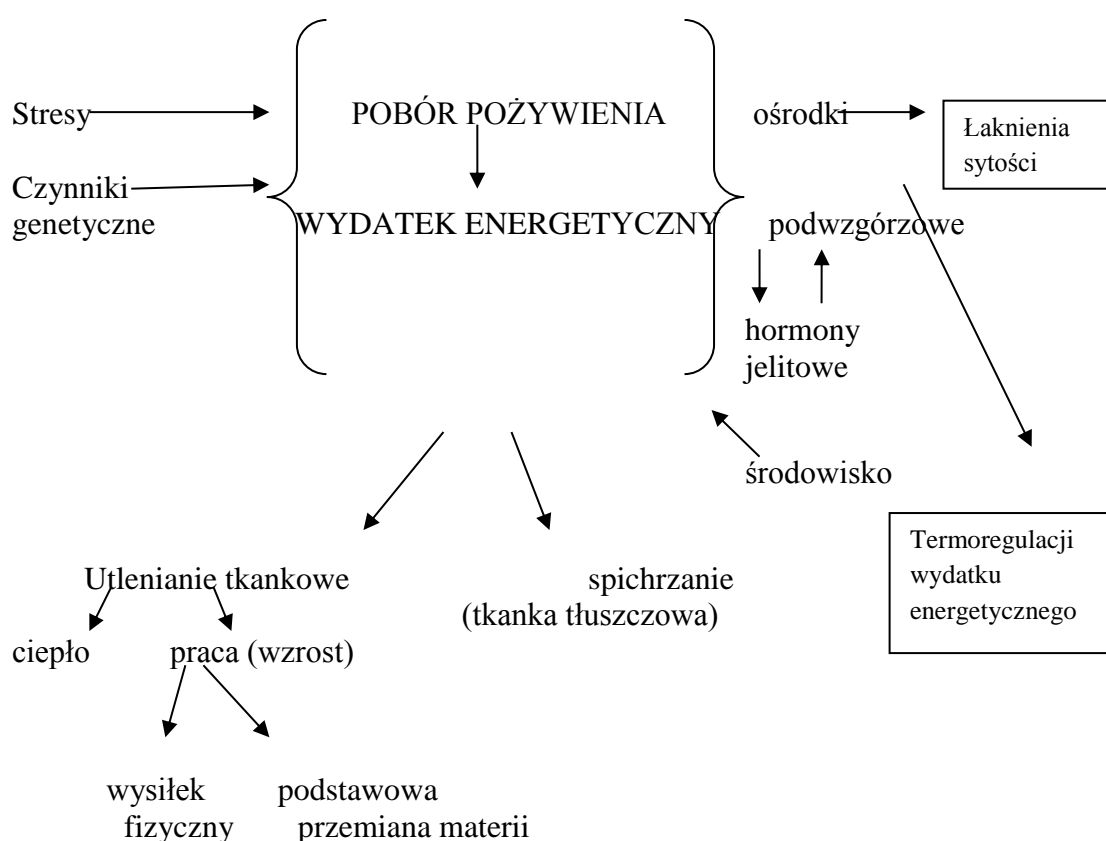 Stresy
POBÓR POŻYWIENIA
ośrodki
Łaknienia
sytości
Czynniki
genetyczne
WYDATEK ENERGETYCZNY
podwzgórzowe
hormony
jelitowe
środowisko
Termoregulacji
wydatku
energetycznego
Utlenianie tkankowe
spichrzanie
(tkanka tłuszczowa)
ciepło
praca (wzrost)
wysiłek
fizyczny
podstawowa
przemiana materii